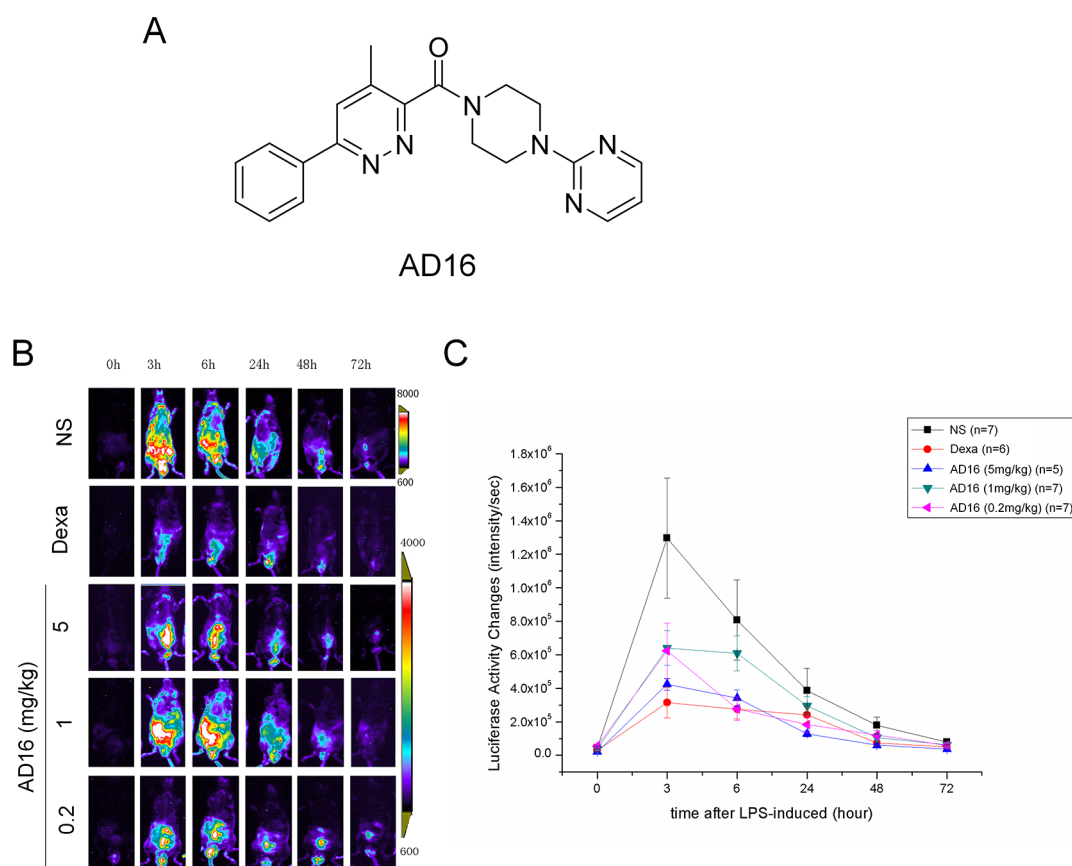 A
O
N
N
N
N
N
N
AD16
B
0h 3h 6h 24h 48h 72h
NS
Dexa
AD16 (mg/kg)
5
1
0.2
8000
600
4000
600
C
NS (n=7)
Dexa (n=6)
AD16 (5mg/kg) (n=5)
AD16 (1mg/kg) (n=7)
AD16 (0.2mg/kg) (n=7)
Luciferase Activity Changes (intensity/sec)
1.8x10⁶
1.6x10⁶
1.4x10⁶
1.2x10⁶
1.0x10⁶
8.0x10⁵
6.0x10⁵
4.0x10⁵
2.0x10⁵
0.0
0 3 6 24 48 72
time after LPS-induced (hour)